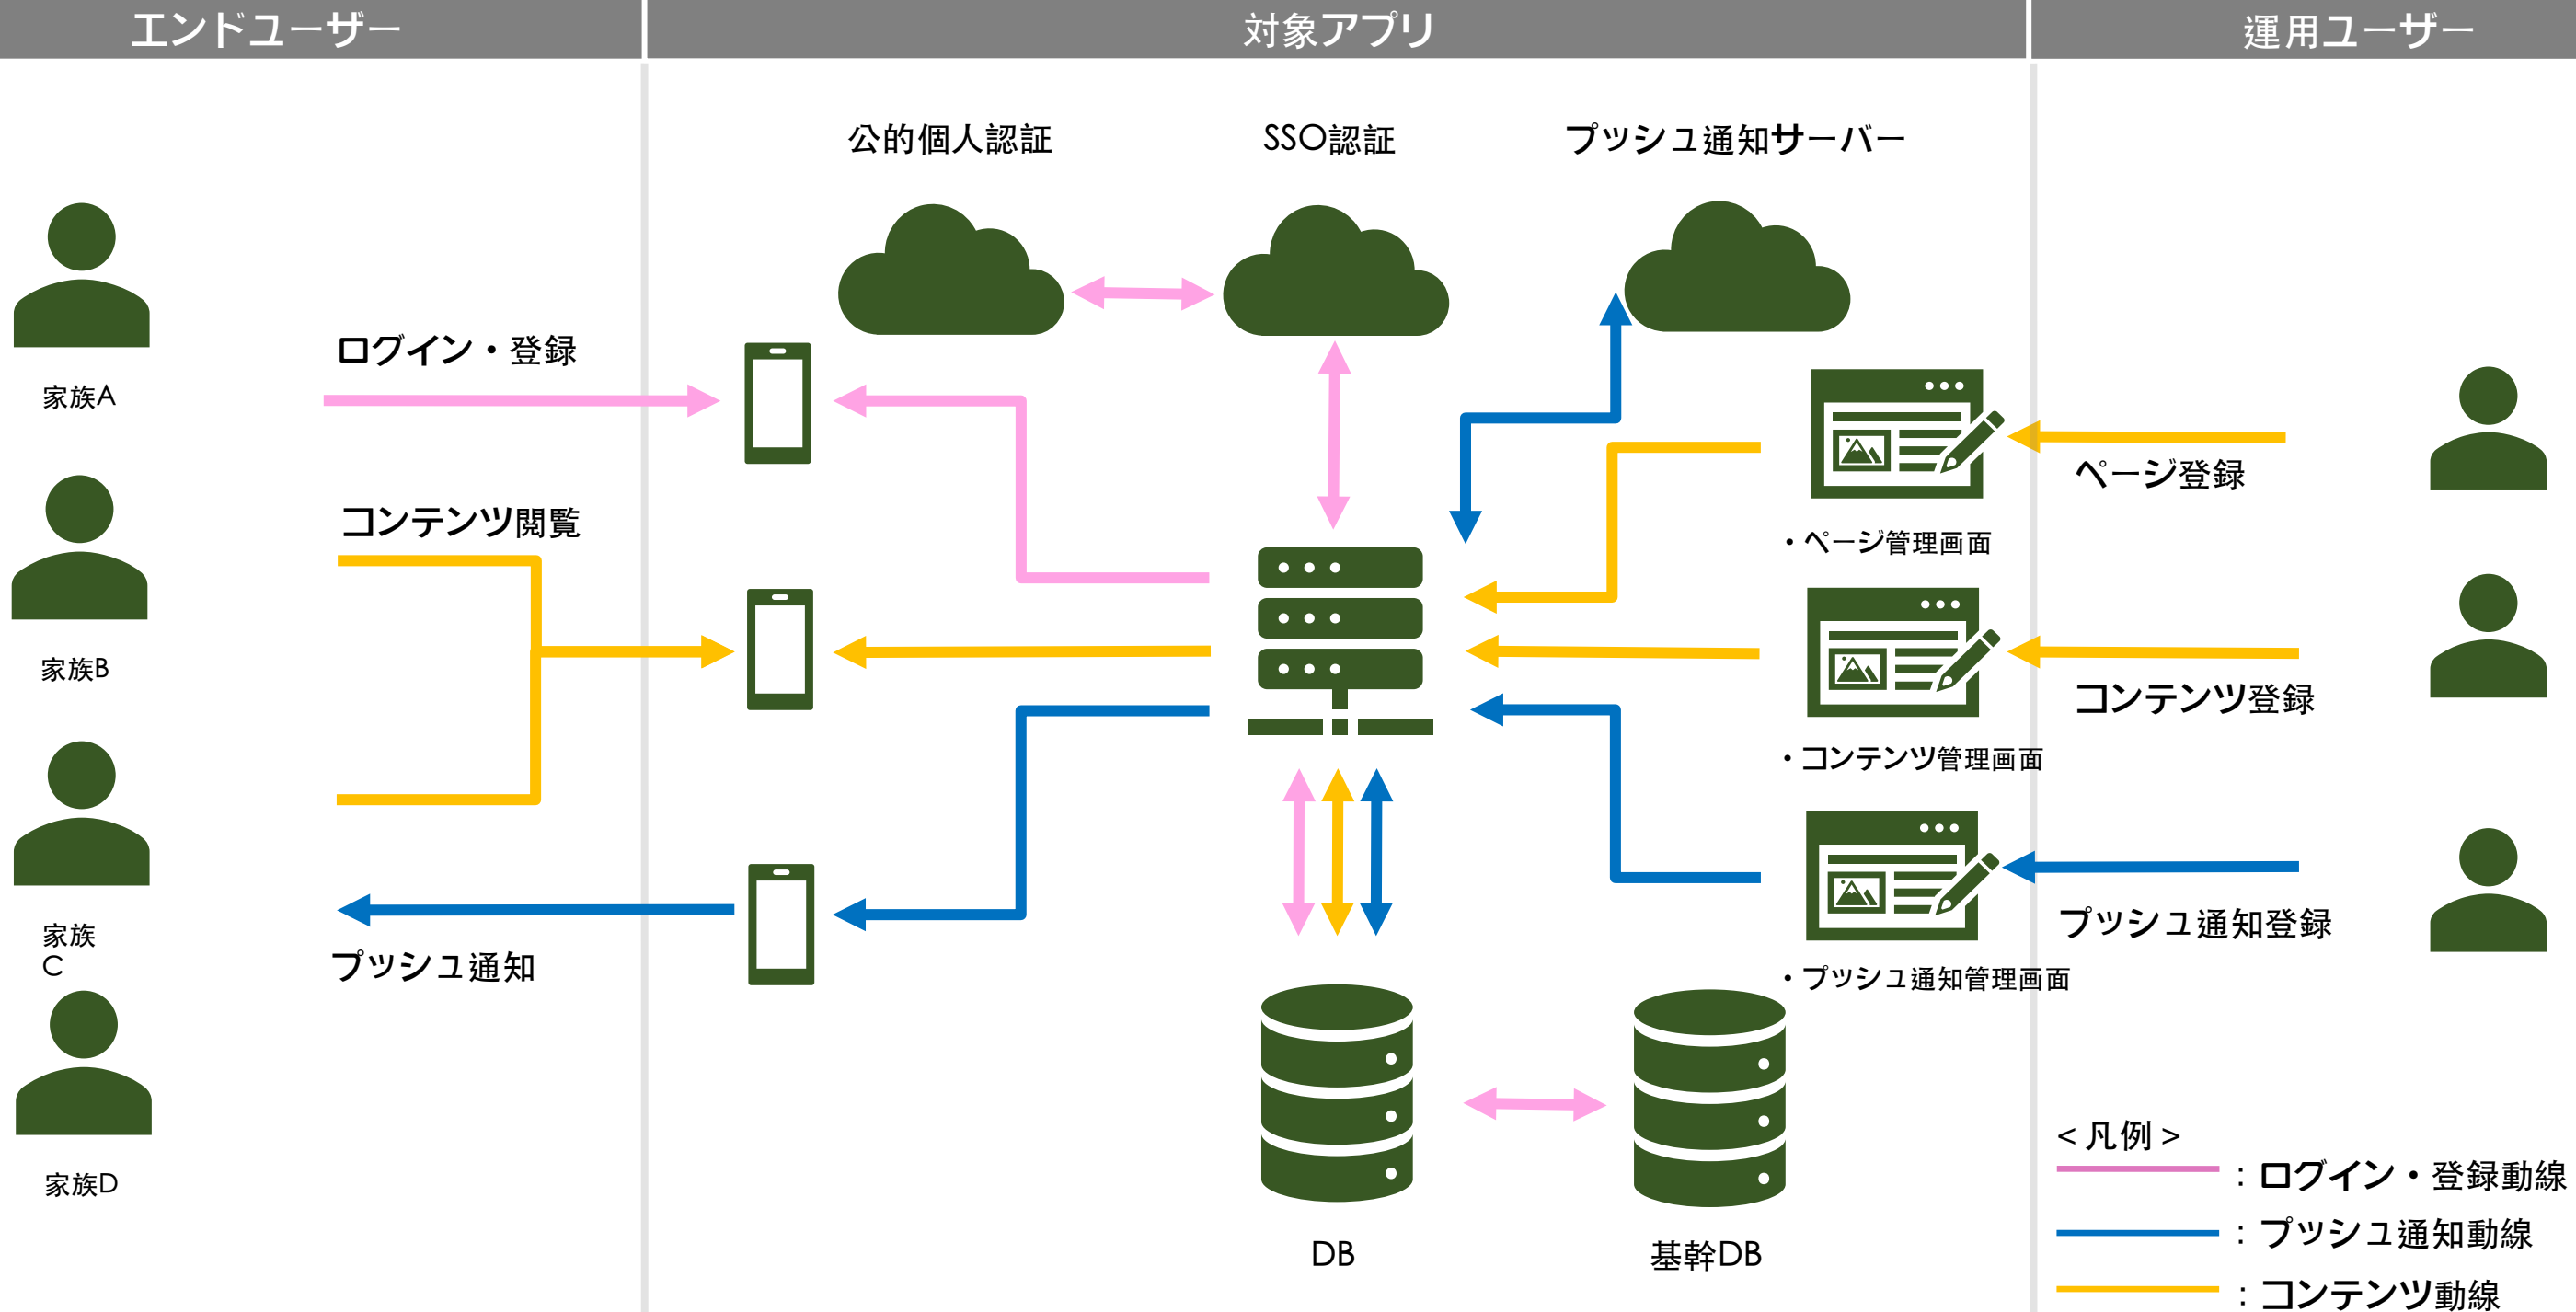 エンドユーザー
対象アプリ
運用ユーザー
公的個人認証
SSO認証
プッシュ通知サーバー
家族A
家族B
家族
C
家族D
ログイン・登録
コンテンツ閲覧
プッシュ通知
・ページ管理画面
・コンテンツ管理画面
・プッシュ通知管理画面
ページ登録
コンテンツ登録
プッシュ通知登録
DB
基幹DB
＜凡例＞
：ログイン・登録動線
：プッシュ通知動線
：コンテンツ動線